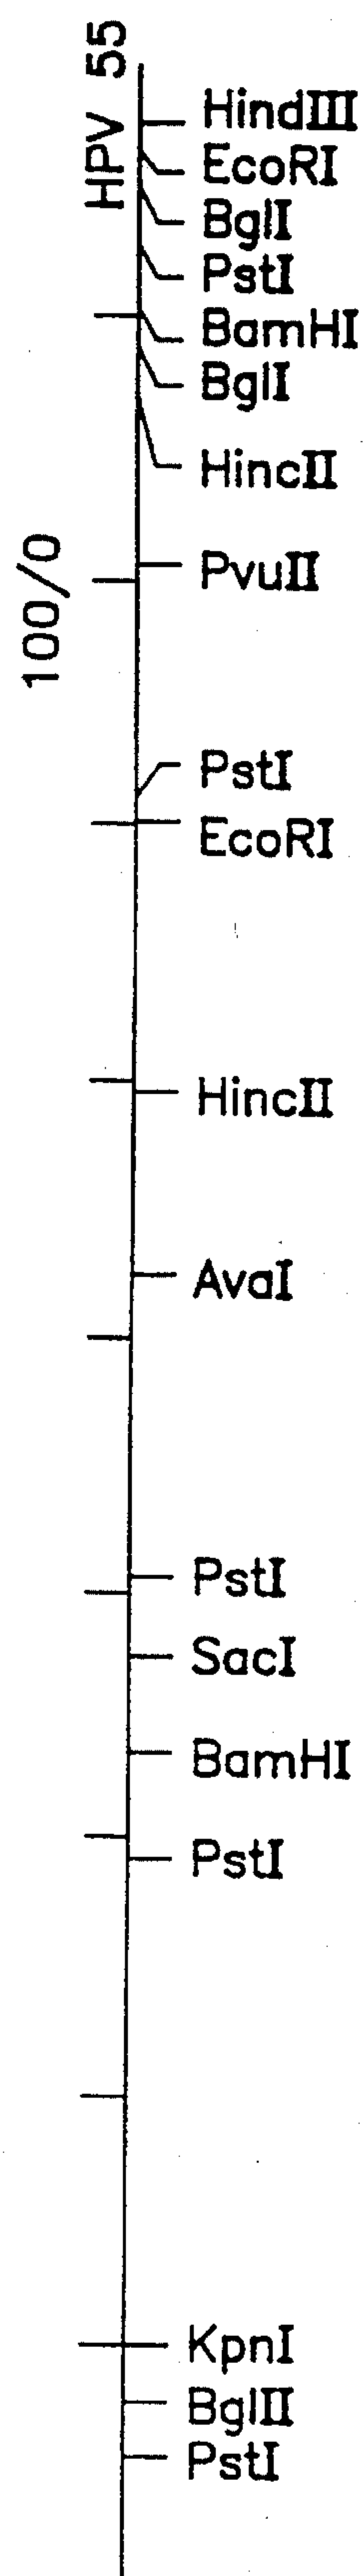 HPV 55
HindIII
EcoRI
BglI
PstI
BamHI
BglI
HincII
100/0
PvuII
PstI
EcoRI
HincII
AvaI
PstI
SacI
BamHI
PstI
KpnI
BglII
PstI